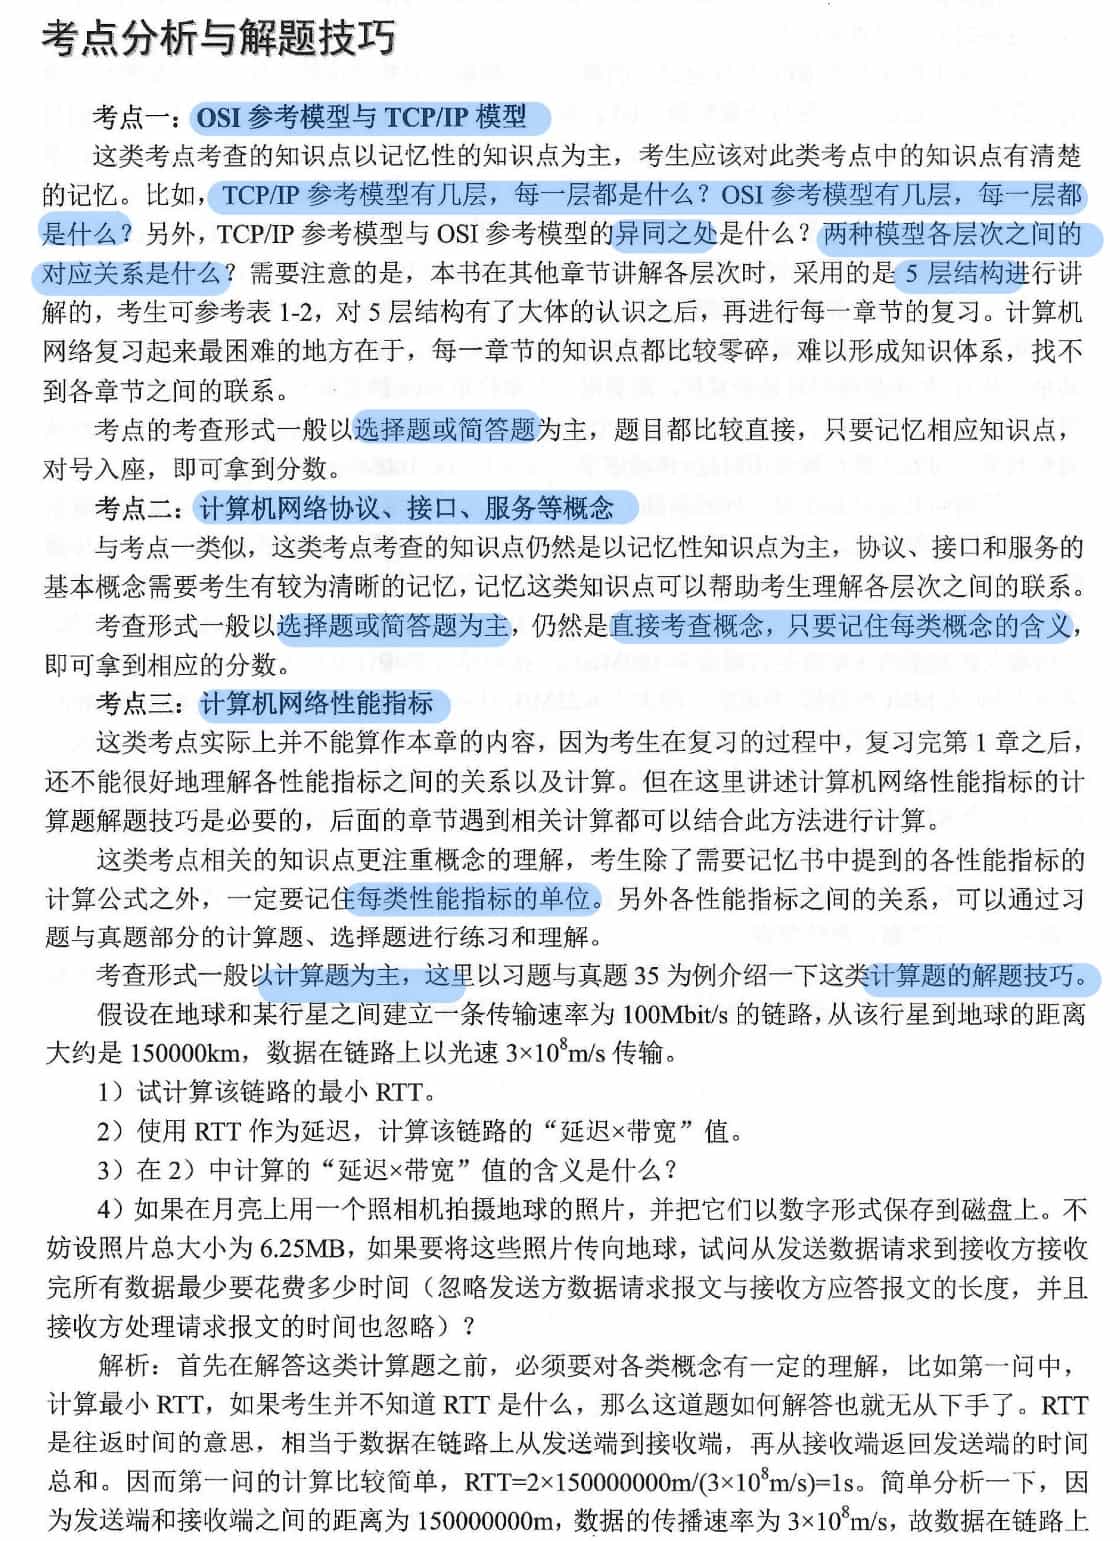 考点分析与解题技巧
考点一：OSI 参考模型与 TCP/IP 模型
这类考点考查的知识点以记忆性的知识点为主，考生应该对此类考点中的知识点有清楚
的记忆。比如，TCP/IP 参考模型有几层，每一层都是什么？OSI 参考模型有几层，每一层都
是什么？另外，TCP/IP 参考模型与 OSI 参考模型的异同之处是什么？两种模型各层次之间的
对应关系是什么？需要注意的是，本书在其他章节讲解各层次时，采用的是 5 层结构进行讲
解的，考生可参考表 1-2，对 5 层结构有了大体的认识之后，再进行每一章节的复习。计算机
网络复习起来最困难的地方在于，每一章节的知识点都比较零碎，难以形成知识体系，找不
到各章节之间的联系。
考点的考查形式一般以选择题或简答题为主，题目都比较直接，只要记忆相应知识点，
对号入座，即可拿到分数。
考点二：计算机网络协议、接口、服务等概念
与考点一类似，这类考点考查的知识点仍然是以记忆性知识点为主，协议、接口和服务的
基本概念需要考生有较为清晰的记忆，记忆这类知识点可以帮助考生理解各层次之间的联系。
考查形式一般以选择题或简答题为主，仍然是直接考查概念，只要记住每类概念的含义，
即可拿到相应的分数。
考点三：计算机网络性能指标
这类考点实际上并不能算作本章的内容，因为考生在复习的过程中，复习完第 1 章之后，
还不能很好地理解各性能指标之间的关系以及计算。但在这里讲述计算机网络性能指标的计
算题解题技巧是必要的，后面的章节遇到相关计算都可以结合此方法进行计算。
这类考点相关的知识点更注重概念的理解，考生除了需要记忆书中提到的各性能指标的
计算公式之外，一定要记住每类性能指标的单位。另外各性能指标之间的关系，可以通过习
题与真题部分的计算题、选择题进行练习和理解。
考查形式一般以计算题为主，这里以习题与真题 35 为例介绍一下这类计算题的解题技巧。
假设在地球和某行星之间建立一条传输速率为 100Mbit/s 的链路，从该行星到地球的距离
大约是 150000km，数据在链路上以光速 3×10⁸m/s 传输。
1）试计算该链路的最小 RTT。
2）使用 RTT 作为延迟，计算该链路的“延迟×带宽”值。
3）在 2）中计算的“延迟×带宽”值的含义是什么？
4）如果在月亮上用一个照相机拍摄地球的照片，并把它们以数字形式保存到磁盘上。不
妨设照片总大小为 6.25MB，如果要将这些照片传向地球，试问从发送数据请求到接收方接收
完所有数据最少要花费多少时间（忽略发送方数据请求报文与接收方应答报文的长度，并且
接收方处理请求报文的时间也忽略）？
解析：首先在解答这类计算题之前，必须要对各类概念有一定的理解，比如第一问中，
计算最小 RTT，如果考生并不知道 RTT 是什么，那么这道题如何解答也就无从下手了。RTT
是往返时间的意思，相当于数据在链路上从发送端到接收端，再从接收端返回发送端的时间
总和。因而第一问的计算比较简单，RTT=2×150000000m/(3×10⁸m/s)=1s。简单分析一下，因
为发送端和接收端之间的距离为 150000000m，数据的传播速率为 3×10⁸m/s，故数据在链路上